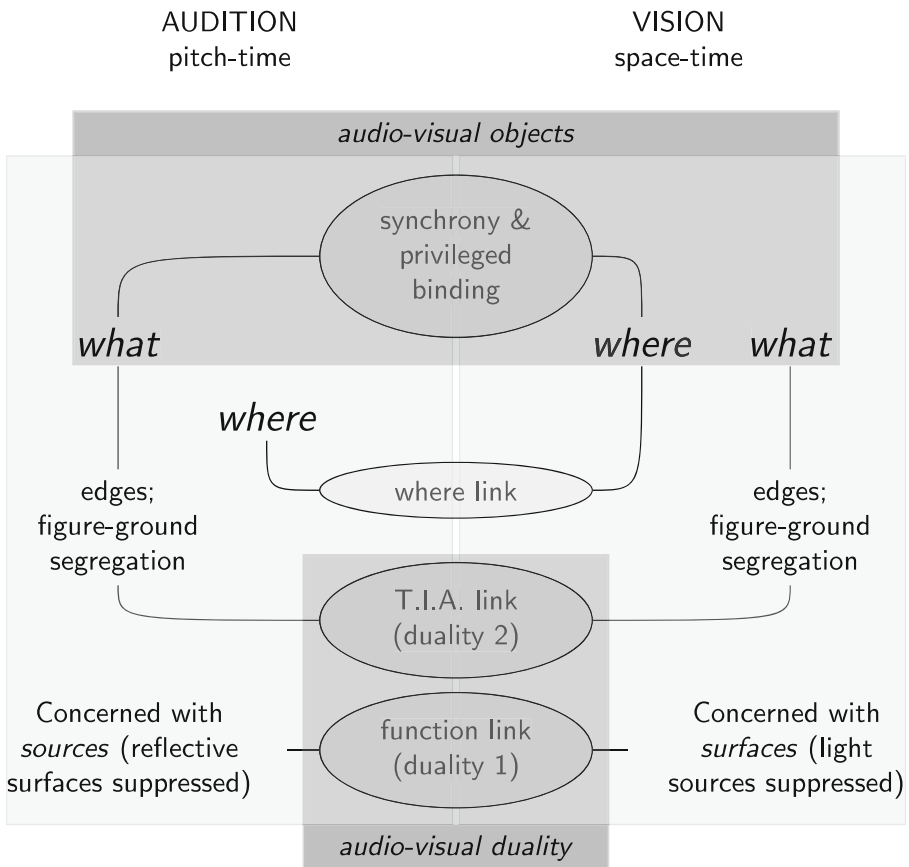 AUDITION
pitch-time
VISION
space-time
audio-visual objects
synchrony &
privileged
binding
what
where
what
where
where link
edges;
figure-ground
segregation
edges;
figure-ground
segregation
T.I.A. link
(duality 2)
Concerned with
sources (reflective
surfaces suppressed)
function link
(duality 1)
Concerned with
surfaces (light
sources suppressed)
audio-visual duality